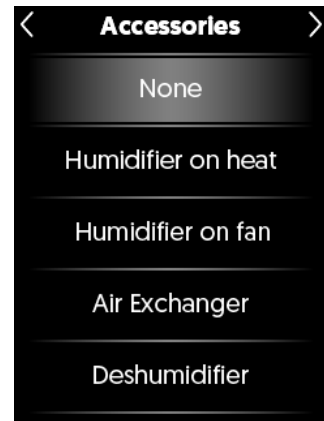 Accessories
None
Humidifier on heat
Humidifier on fan
Air Exchanger
Deshumidifier